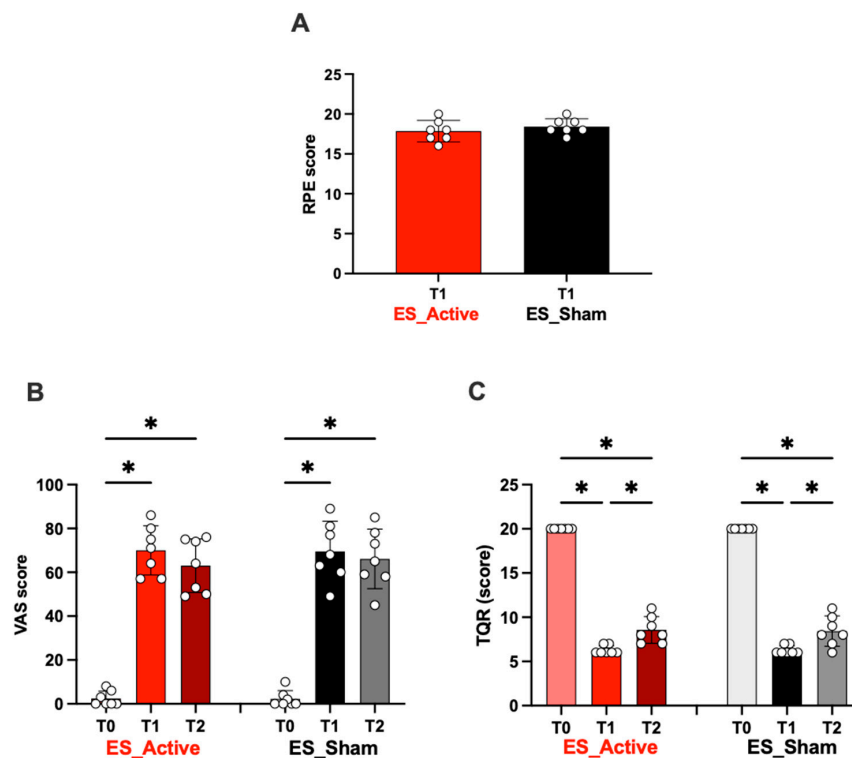 A
RPE score
25
20
15
10
5
0
T1 T1
ES_Active ES_Sham
B
VAS score
* *
* *
100
80
60
40
20
0
T0 T1 T2 T0 T1 T2
ES_Active ES_Sham
C
TQR (score)
* *
* * * *
25
20
15
10
5
0
T0 T1 T2 T0 T1 T2
ES_Active ES_Sham